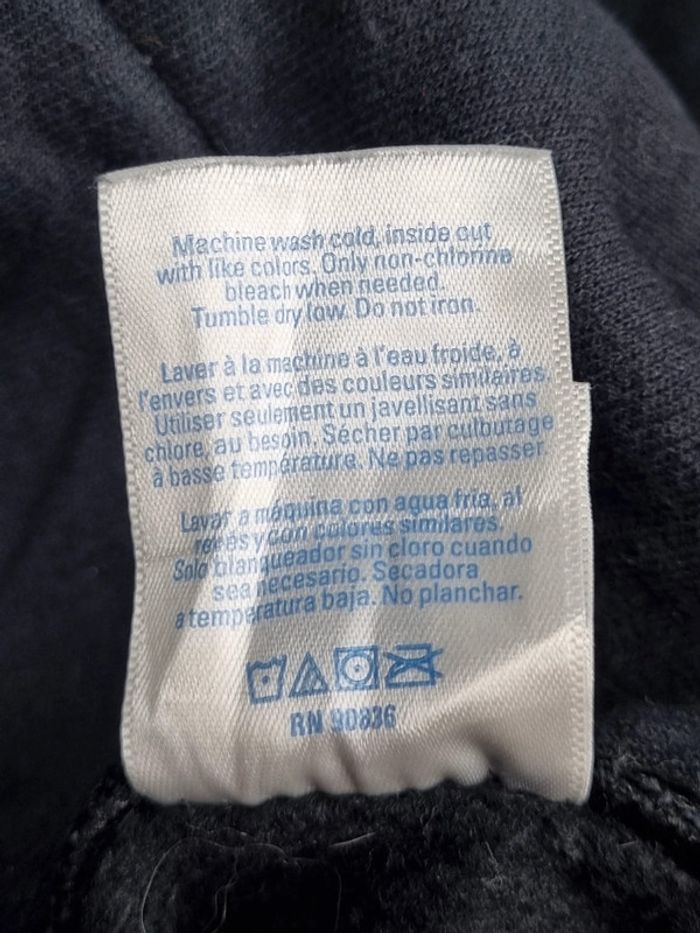 Machine wash cold, inside out
with like colors. Only non-chlorine
bleach when needed.
Tumble dry low. Do not iron.
Laver à la machine à l'eau froide, à
l'envers et avec des couleurs similaires.
Utiliser seulement un javellisant sans
chlore, au besoin. Sécher par culbutage
à basse température. Ne pas repasser.
Lavar a máquina con agua fria, al
revés y con colores similares.
Solo blanqueador sin cloro cuando
sea necesario. Secadora
a temperatura baja. No planchar.
RN 90836